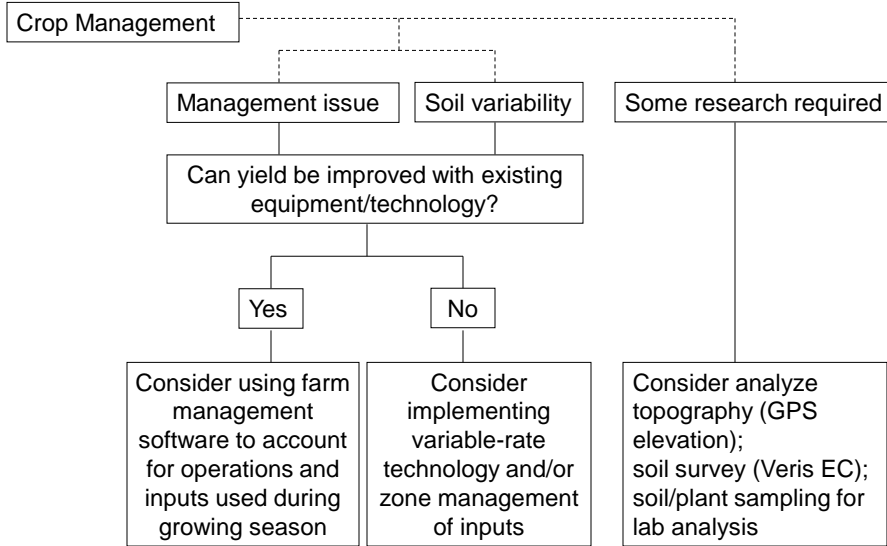 Crop Management
Management issue
Soil variability
Some research required
Can yield be improved with existing
equipment/technology?
Yes
No
Consider using farm
management
software to account
for operations and
inputs used during
growing season
Consider
implementing
variable-rate
technology and/or
zone management
of inputs
Consider analyze
topography (GPS
elevation);
soil survey (Veris EC);
soil/plant sampling for
lab analysis